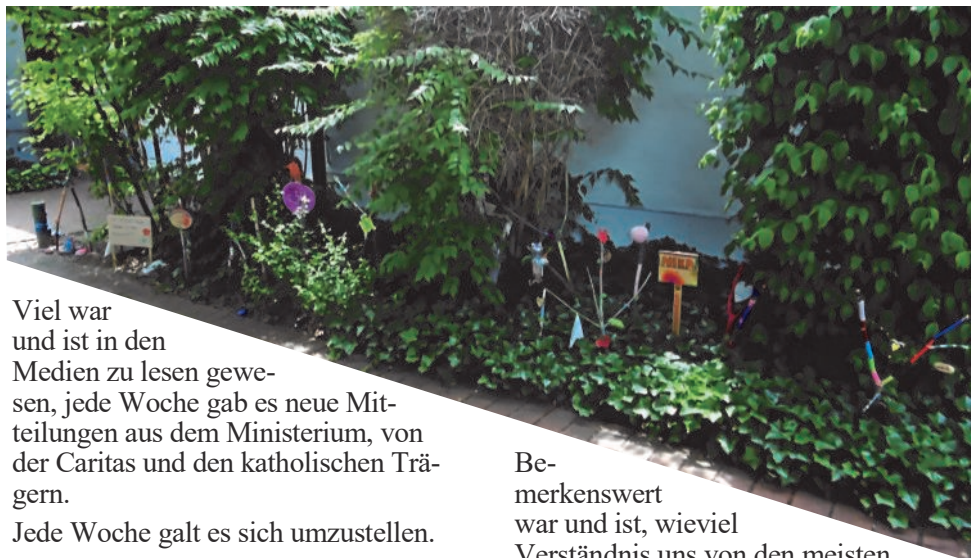 Viel war
und ist in den
Medien zu lesen gewe-
sen, jede Woche gab es neue Mit-
teilungen aus dem Ministerium, von
der Caritas und den katholischen Trä-
gern.
Jede Woche galt es sich umzustellen.
Be-
merkenswert
war und ist, wieviel
Verständnis uns von den meisten